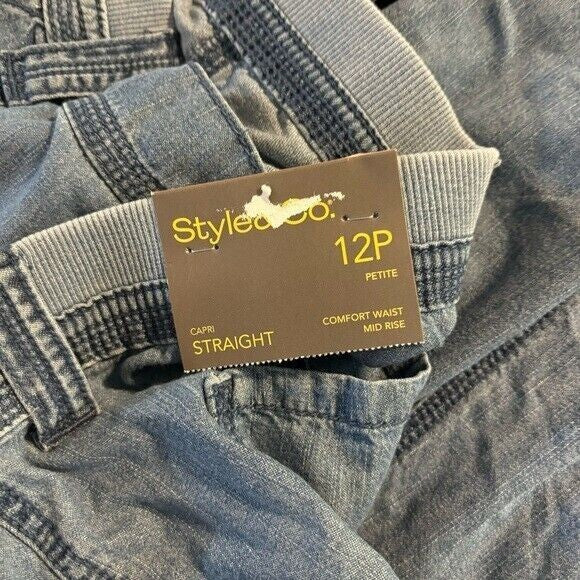 Style&Co.
12P
PETITE
CAPRI
STRAIGHT
COMFORT WAIST
MID RISE